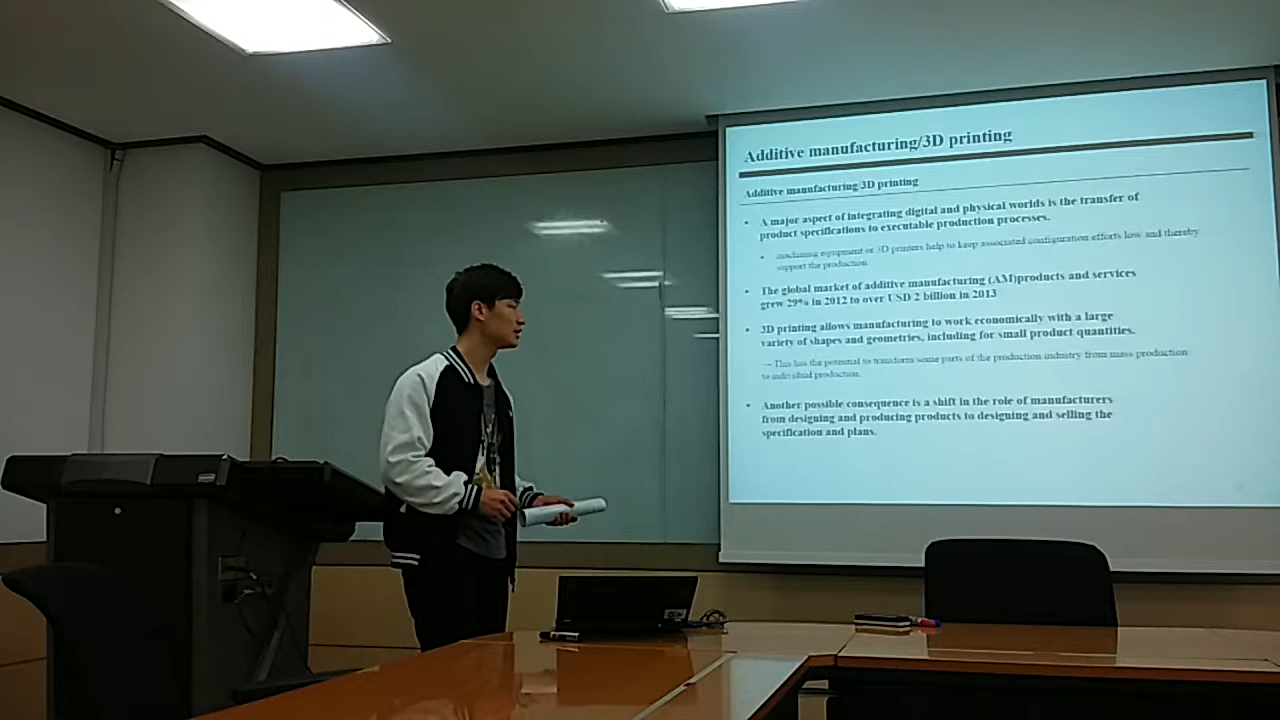 Additive manufacturing/3D printing
Additive manufacturing/3D printing
• A major aspect of integrating digital and physical worlds is the transfer of
product specifications to executable production processes.
• machining equipment or 3D printers help to keep associated configuration efforts low and thereby
support the production.
• The global market of additive manufacturing (AM)products and services
grew 29% in 2012 to over USD 2 billion in 2013
• 3D printing allows manufacturing to work economically with a large
variety of shapes and geometries, including for small product quantities.
→ This has the potential to transform some parts of the production industry from mass production
to individual production.
• Another possible consequence is a shift in the role of manufacturers
from designing and producing products to designing and selling the
specification and plans.